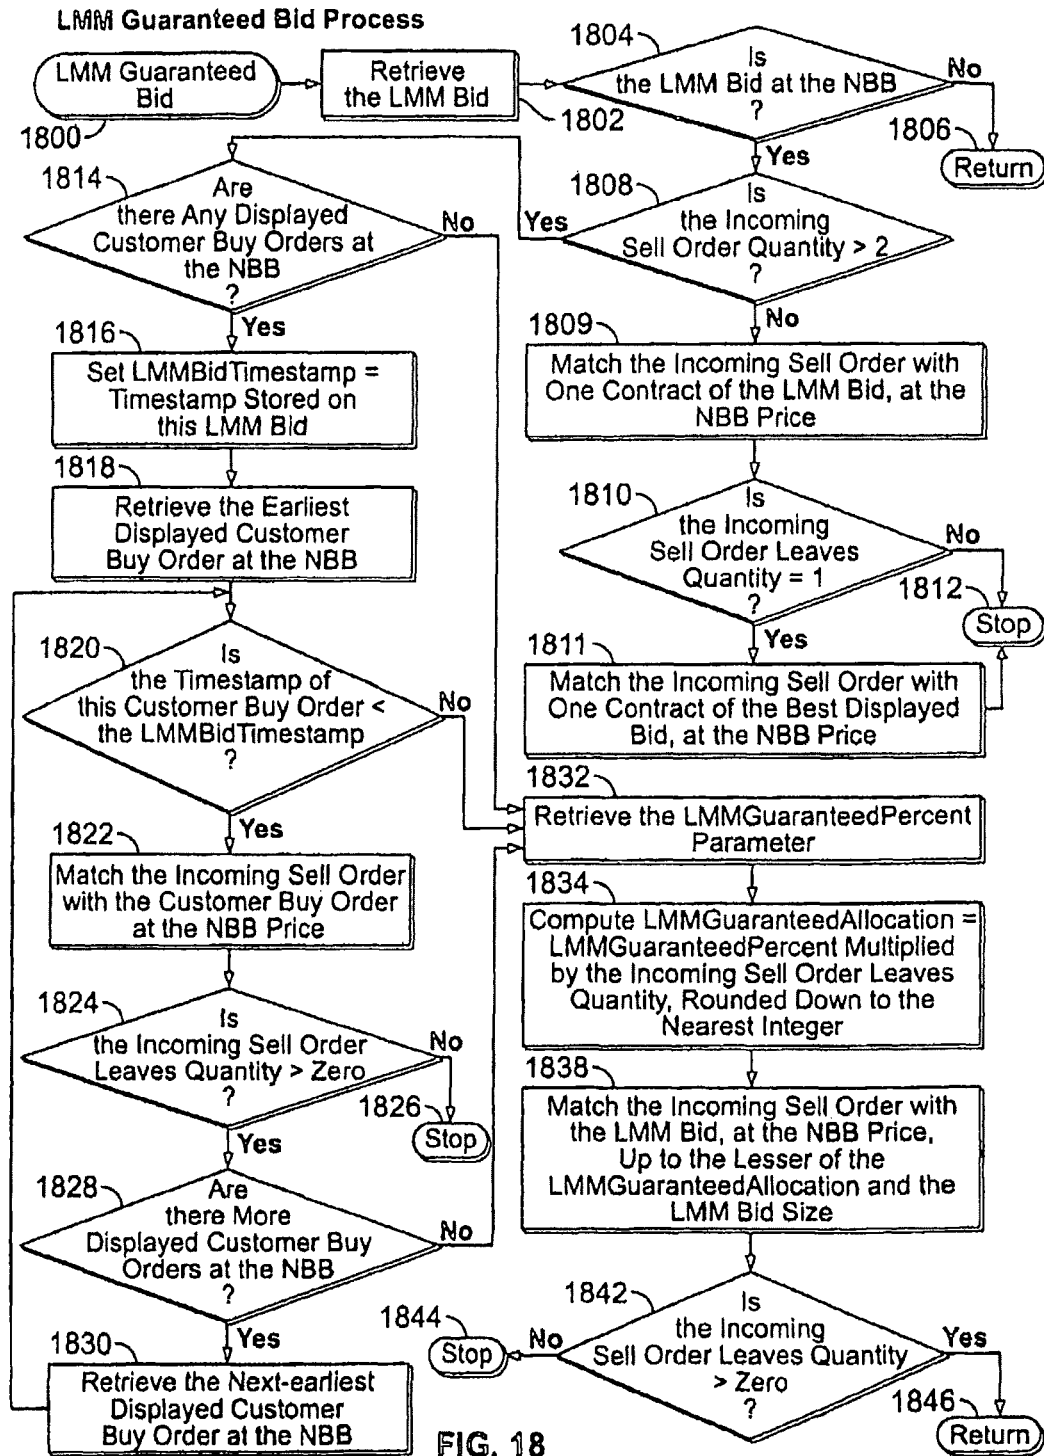 LMM Guaranteed Bid Process
LMM Guaranteed
Bid
1800
Retrieve
the LMM Bid
1802
1804
Is
the LMM Bid at the NBB
?
No
1806
Return
Yes
1808
Is
the Incoming
Sell Order Quantity > 2
?
Yes
No
1809
Match the Incoming Sell Order with
One Contract of the LMM Bid, at the
NBB Price
1810
Is
the Incoming
Sell Order Leaves
Quantity = 1
?
No
1812
Stop
Yes
1811
Match the Incoming Sell Order with
One Contract of the Best Displayed
Bid, at the NBB Price
1814
Are
there Any Displayed
Customer Buy Orders at
the NBB
?
No
Yes
1816
Set LMMBidTimestamp =
Timestamp Stored on
this LMM Bid
1818
Retrieve the Earliest
Displayed Customer
Buy Order at the NBB
1820
Is
the Timestamp of
this Customer Buy Order <
the LMMBidTimestamp
?
No
Yes
1822
Match the Incoming Sell Order
with the Customer Buy Order
at the NBB Price
1824
Is
the Incoming Sell Order
Leaves Quantity > Zero
?
No
1826
Stop
Yes
1828
Are
there More
Displayed Customer Buy
Orders at the NBB
?
No
Yes
1830
Retrieve the Next-earliest
Displayed Customer
Buy Order at the NBB
1832
Retrieve the LMMGuaranteedPercent
Parameter
1834
Compute LMMGuaranteedAllocation =
LMMGuaranteedPercent Multiplied
by the Incoming Sell Order Leaves
Quantity, Rounded Down to the
Nearest Integer
1838
Match the Incoming Sell Order with
the LMM Bid, at the NBB Price,
Up to the Lesser of the
LMMGuaranteedAllocation and the
LMM Bid Size
1842
Is
the Incoming
Sell Order Leaves Quantity
> Zero
?
No
1844
Stop
Yes
1846
Return
FIG. 18